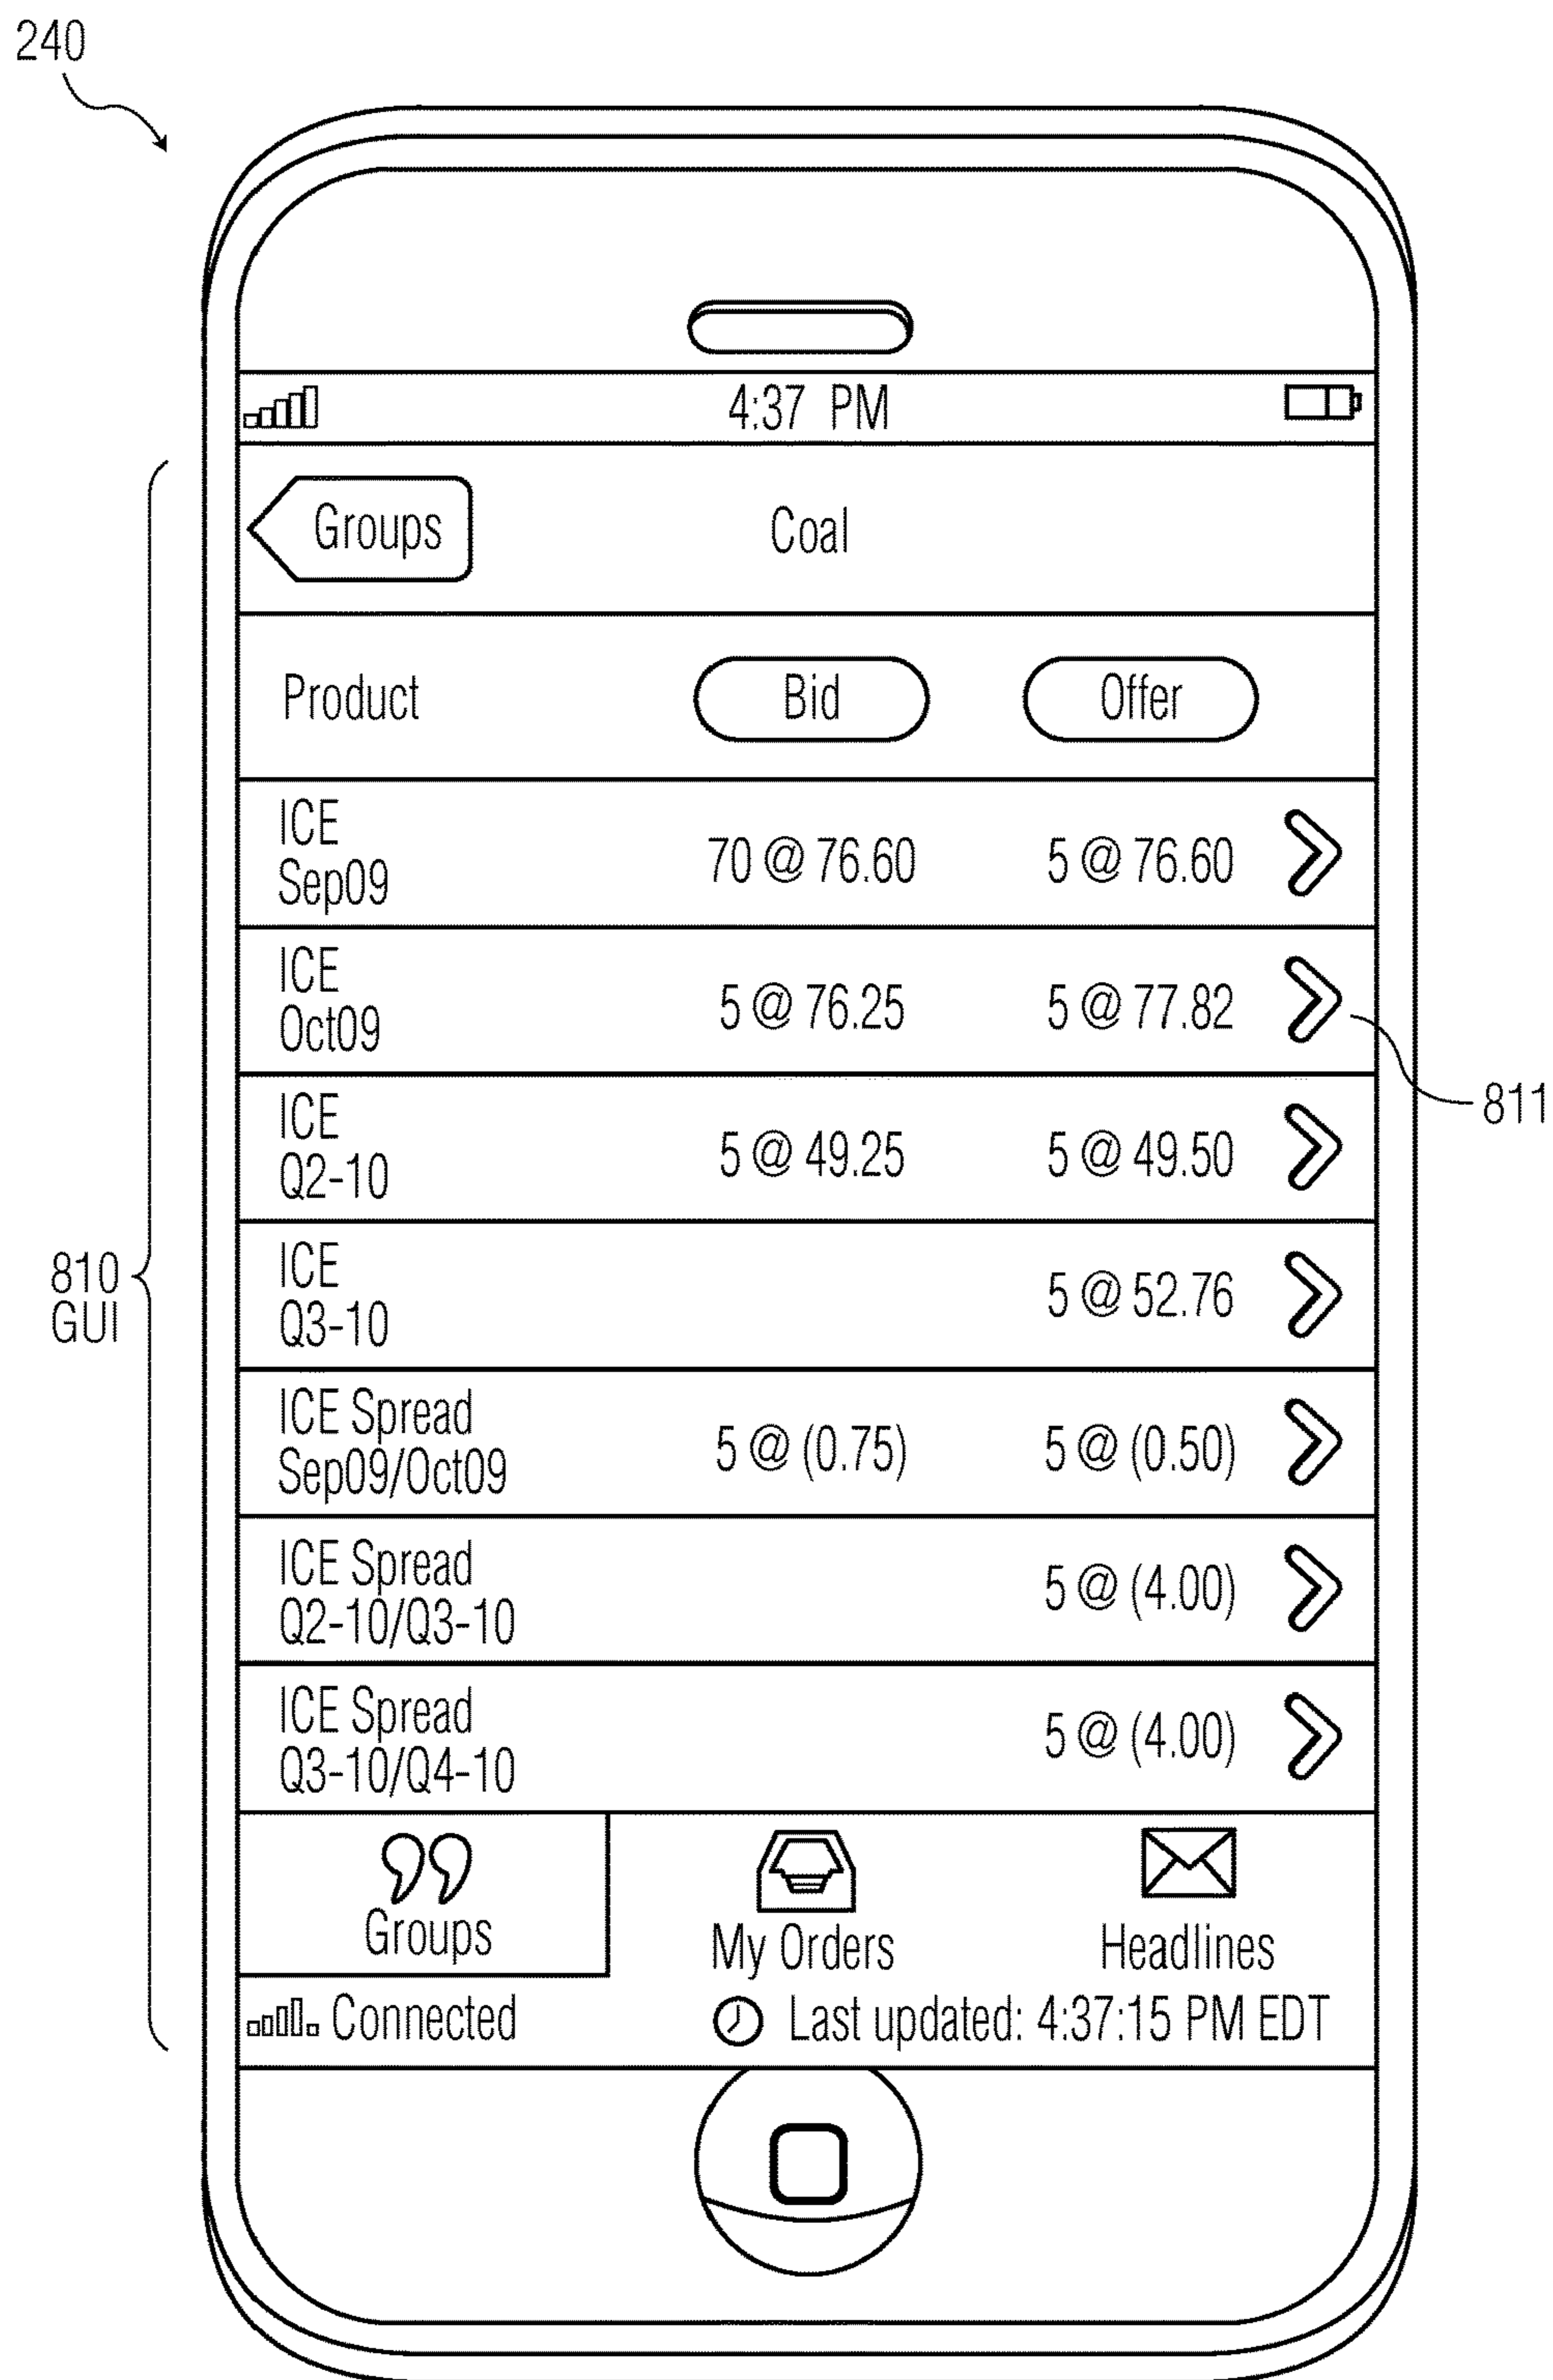 240
4:37 PM
Groups
Coal
Product Bid Offer
ICE
Sep09
70 @ 76.60 5 @ 76.60
ICE
Oct09
5 @ 76.25 5 @ 77.82
811
ICE
Q2-10
5 @ 49.25 5 @ 49.50
810
GUI
ICE
Q3-10
5 @ 52.76
ICE Spread
Sep09/Oct09
5 @ (0.75) 5 @ (0.50)
ICE Spread
Q2-10/Q3-10
5 @ (4.00)
ICE Spread
Q3-10/Q4-10
5 @ (4.00)
Groups My Orders Headlines
Connected Last updated: 4:37:15 PM EDT